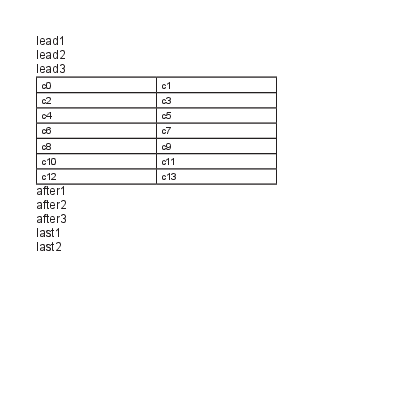 lead1
lead2
lead3
c0 c1
c2 c3
c4 c5
c6 c7
c8 c9
c10 c11
c12 c13
after1
after2
after3
last1
last2